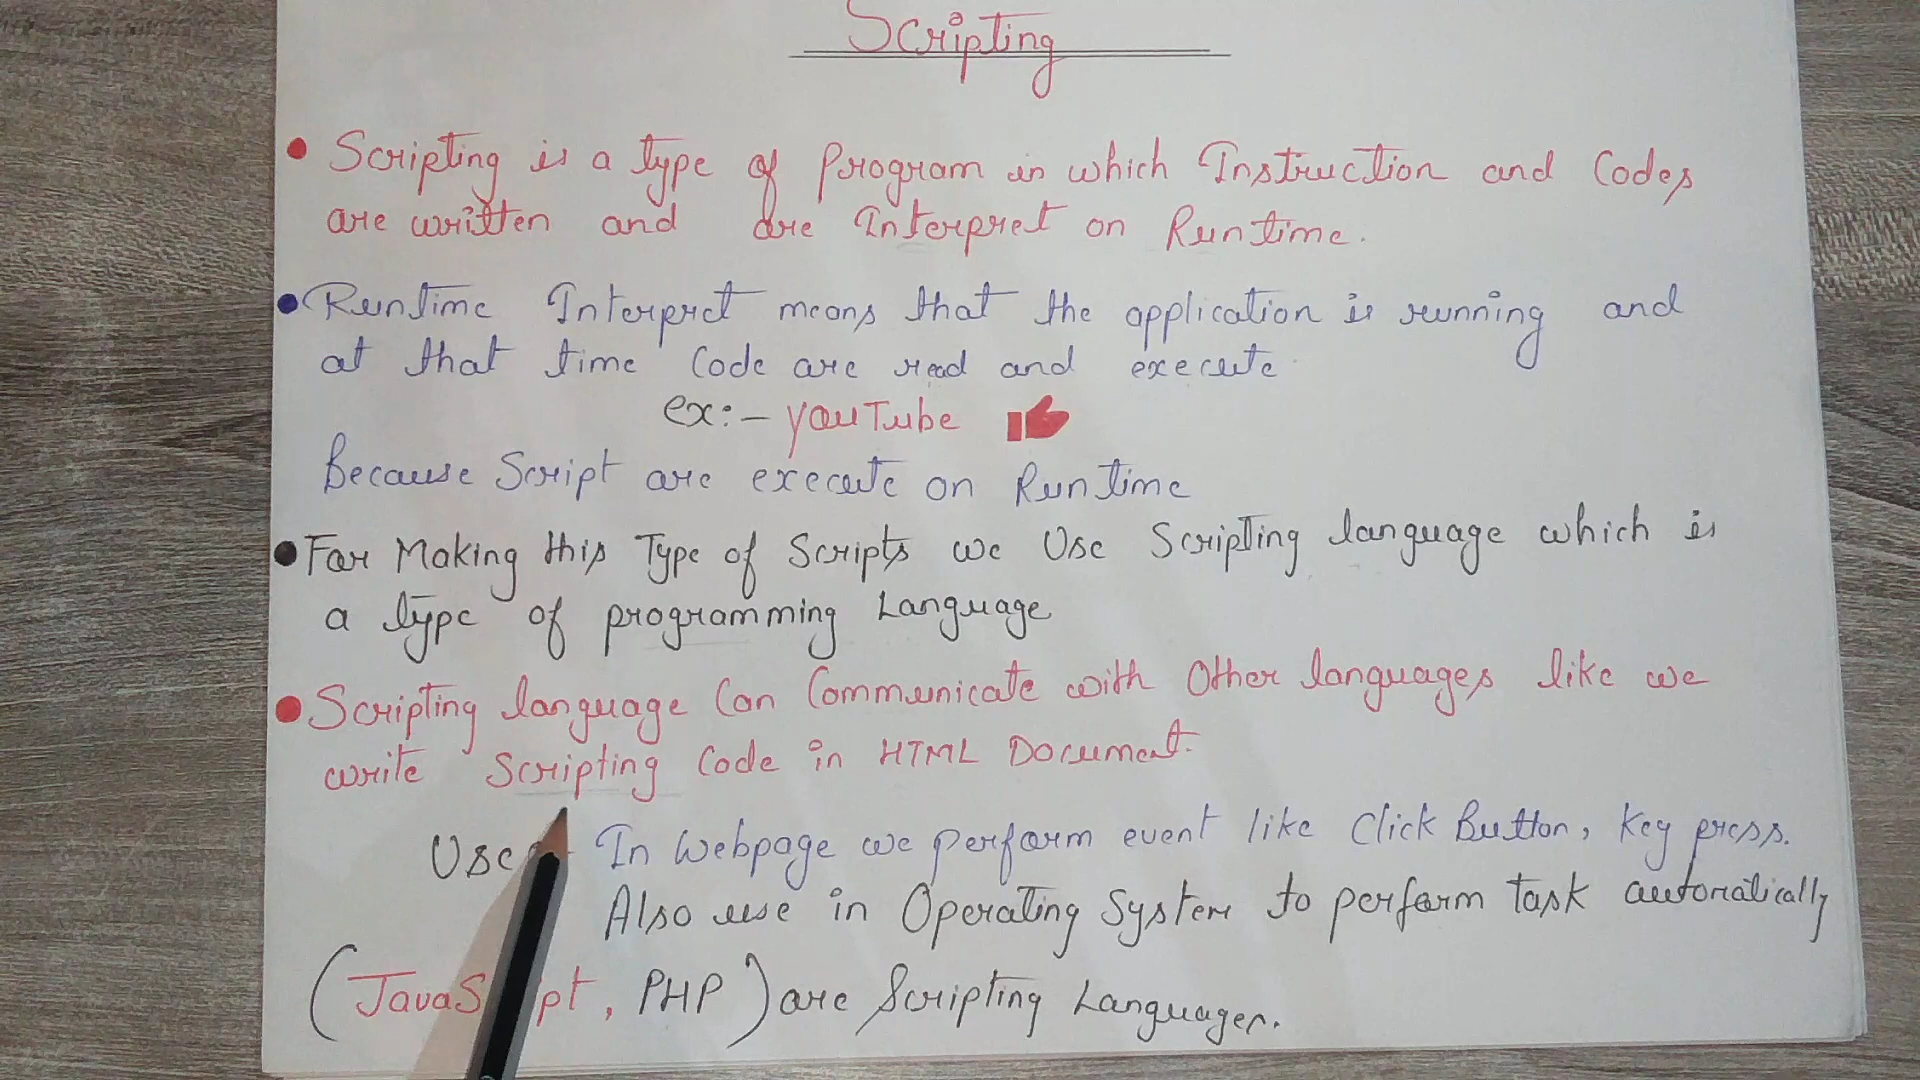 Scripting
• Scripting is a type of Program in which Instruction and Codes
are written and are Interpret on Runtime.
• Runtime Interpret means that the application is running and
at that time Code are read and execute
ex:- YouTube
Because Script are execute on Runtime
• For Making this Type of Scripts we Use Scripting language which is
a type of programming Language
• Scripting language Can Communicate with Other languages like we
write Scripting Code in HTML Document.
Use In Webpage we perform event like Click Button, Key press.
Also use in Operating System to perform task automatically
(JavaScript, PHP) are Scripting Languages.